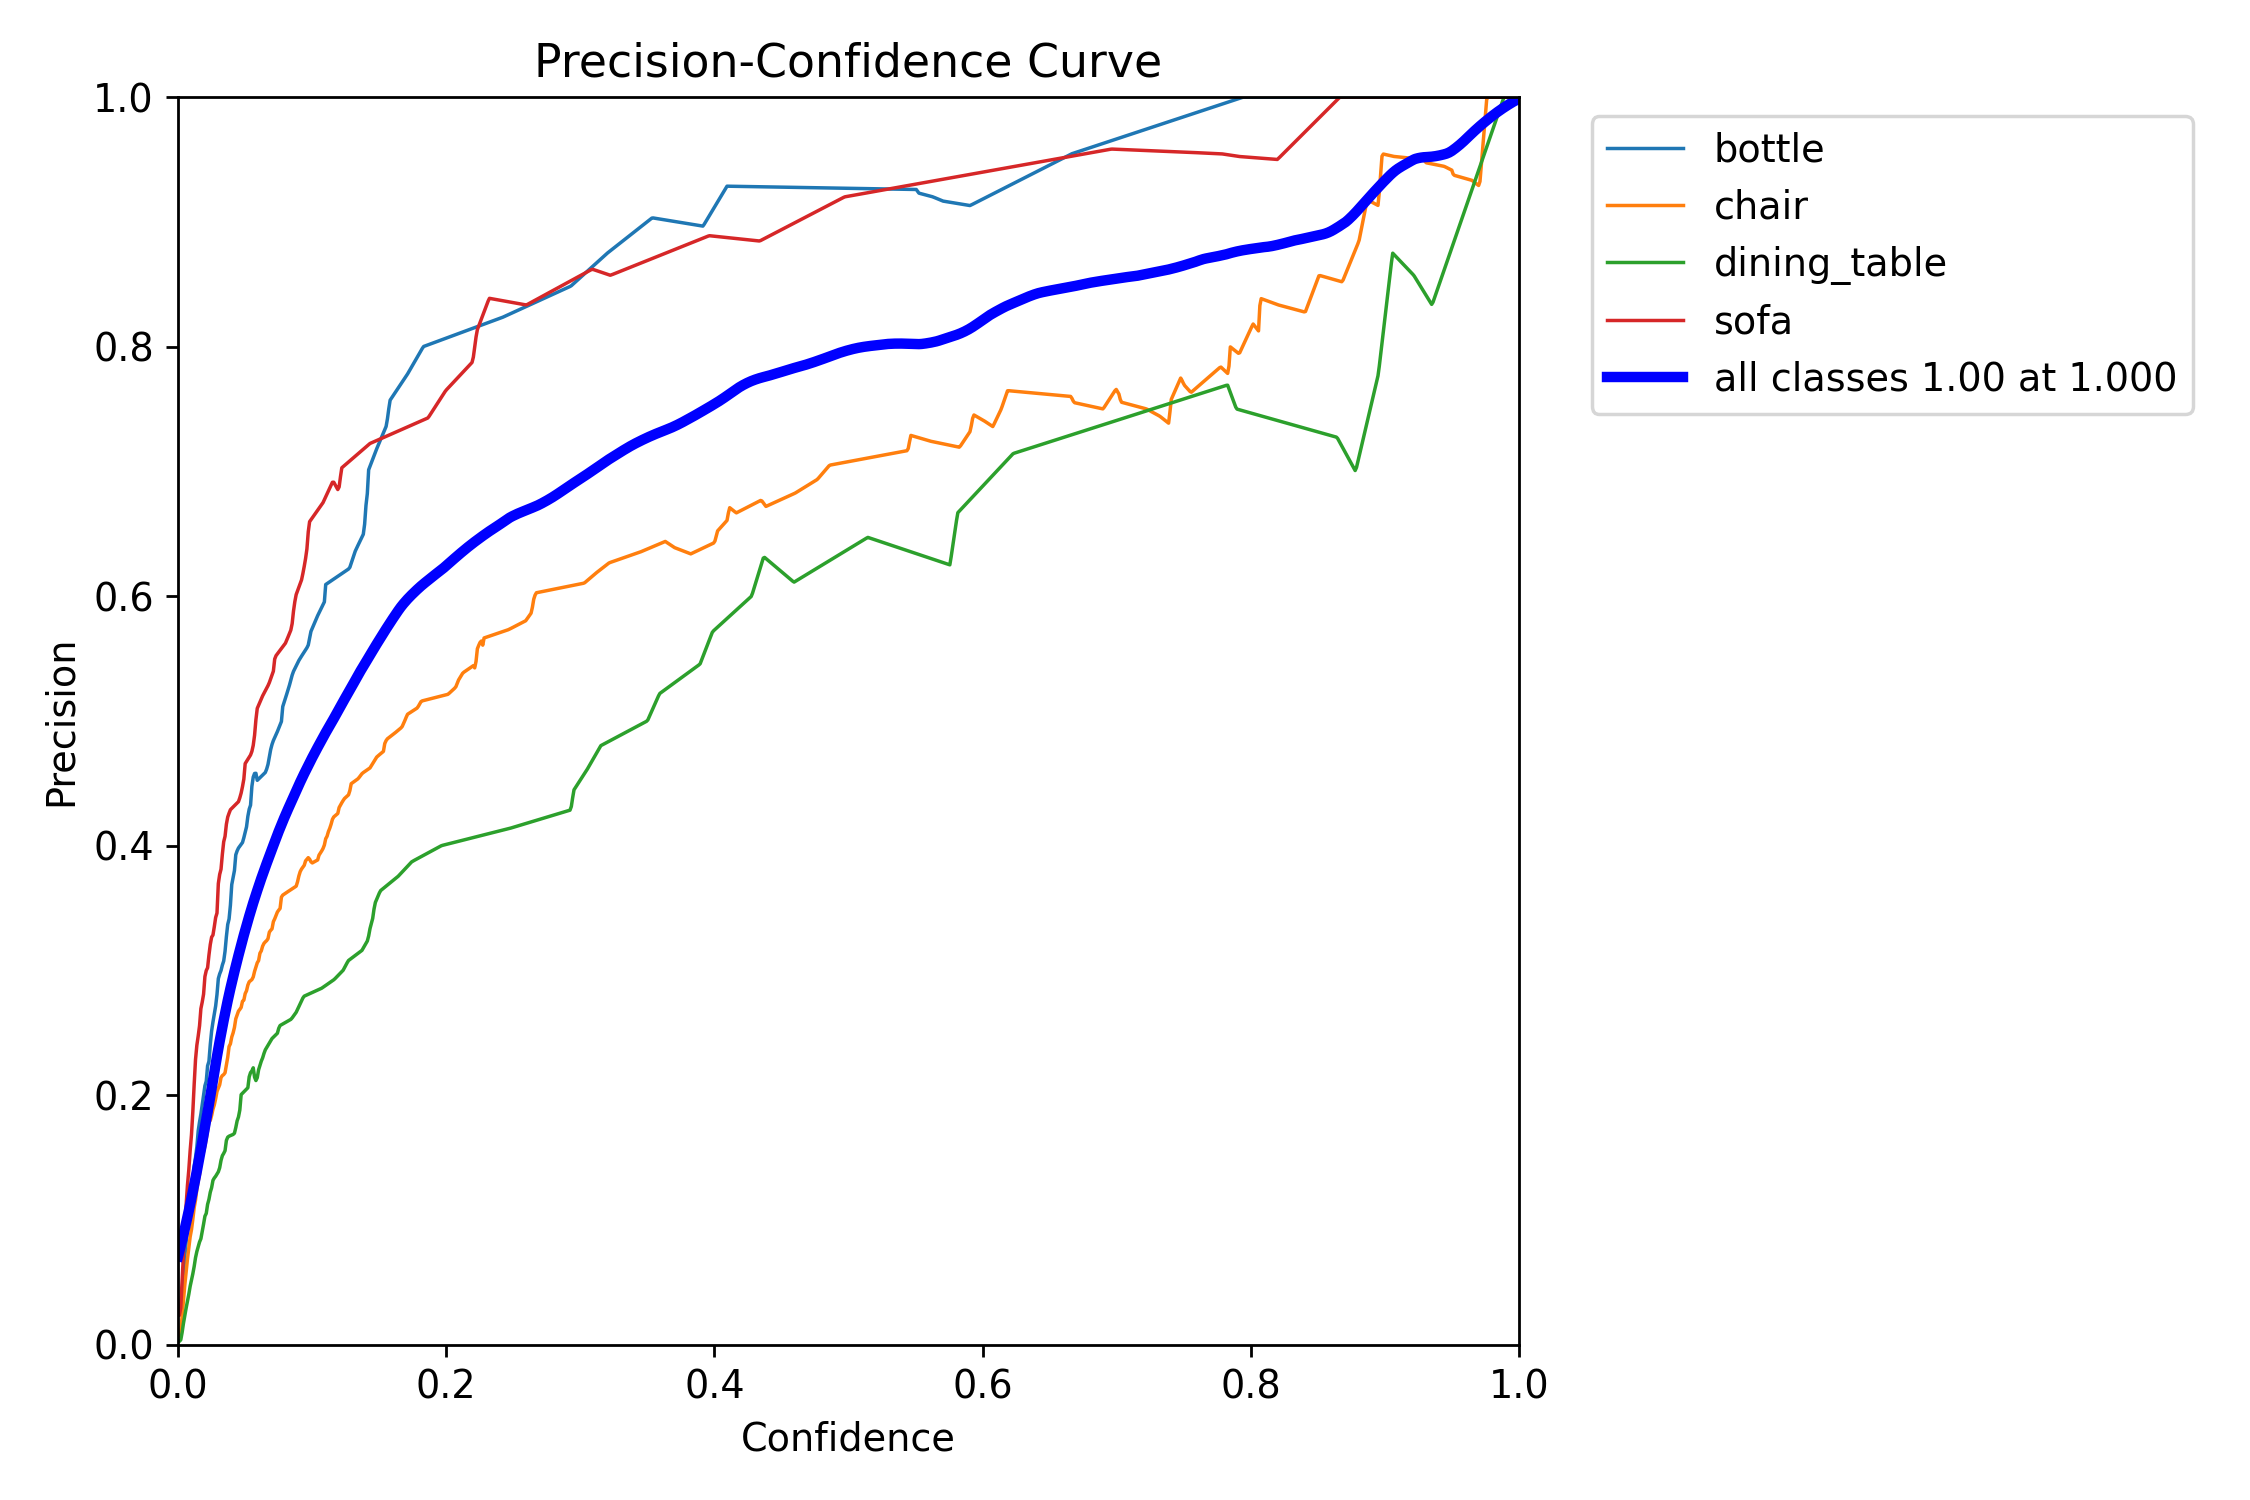 Precision-Confidence Curve
1.0
0.8
0.6
0.4
0.2
0.0
Precision
0.0 0.2 0.4 0.6 0.8 1.0
Confidence
bottle
chair
dining_table
sofa
all classes 1.00 at 1.000